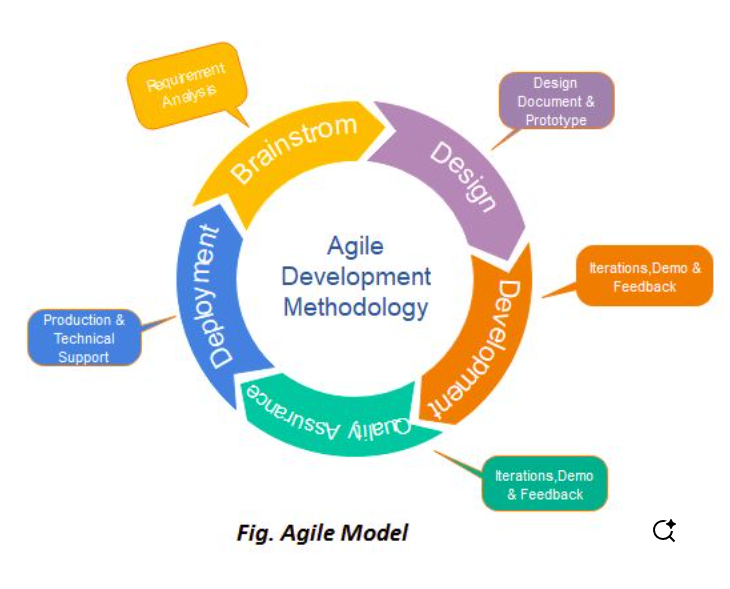 Requirement
Analysis
Brainstrom
Design
Document &
Prototype
Design
Iterations,Demo &
Feedback
Development
Agile
Development
Methodology
Deployment
Production &
Technical
Support
Quality Assurance
Iterations,Demo
& Feedback
Fig. Agile Model